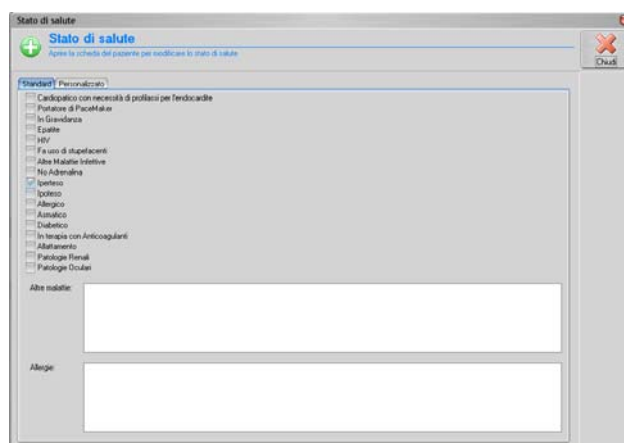 Stato di salute
Stato di salute
Aprire la scheda del paziente per modificare lo stato di salute
Chiudi
Standard Personalizzato
Cardiopatico con necessità di profilassi per l'endocardite
Portatore di PaceMaker
In Gravidanza
Epatite
HIV
Fa uso di stupefacenti
Altre Malattie Infettive
No Adrenalina
Iperteso
Ipoteso
Allergico
Asmatico
Diabetico
In terapia con Anticoagulanti
Allattamento
Patologie Renali
Patologie Oculari
Altre malattie:
Allergie: